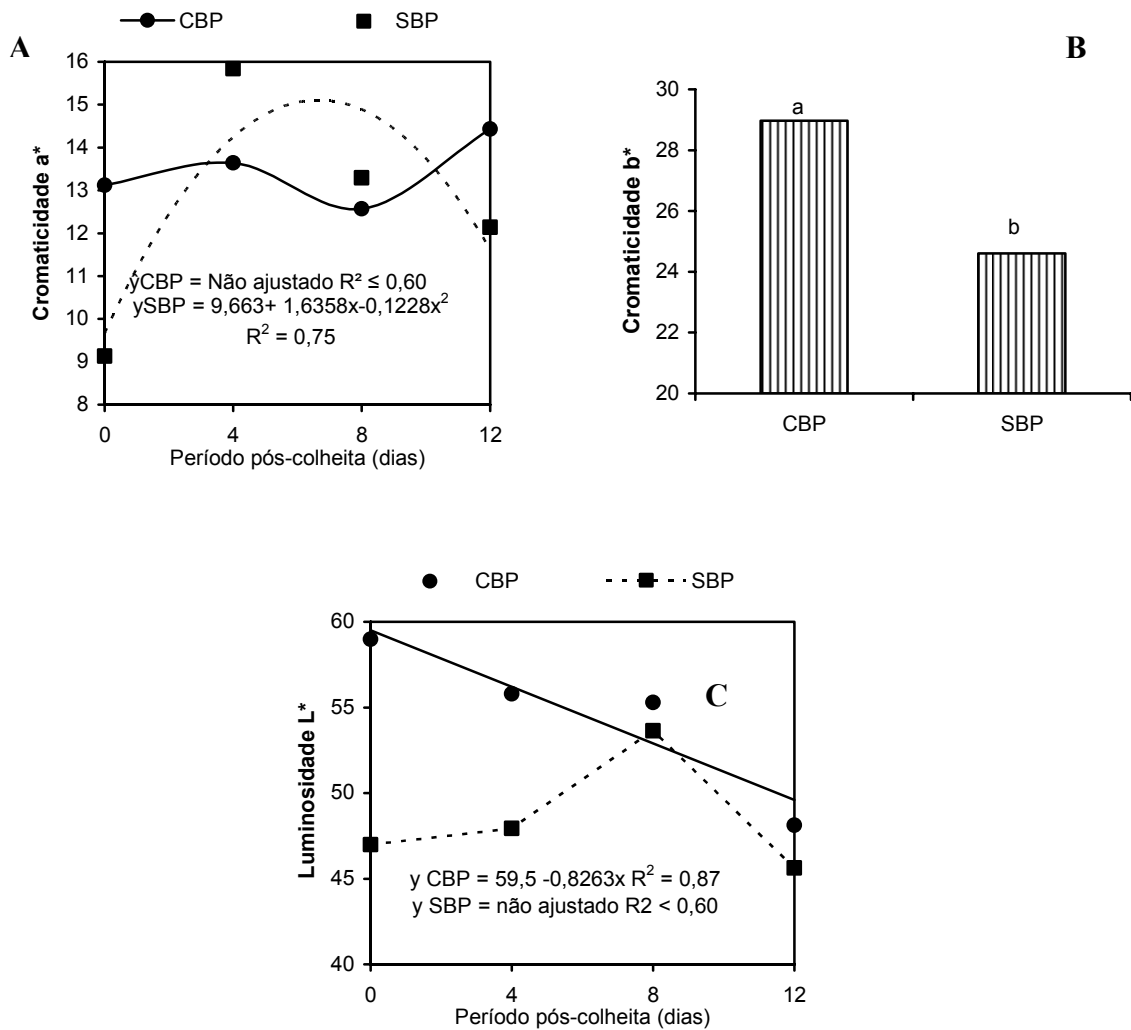 CBP SBP
A
16
15
14
13
12
11
10
9
8
Cromaticidade a*
yCBP = Não ajustado R² ≤ 0,60
ySBP = 9,663+ 1,6358x-0,1228x²
R² = 0,75
0 4 8 12
Período pós-colheita (dias)
B
30
28
26
24
22
20
Cromaticidade b*
a
b
CBP SBP
CBP SBP
60
55
50
45
40
Luminosidade L*
C
y CBP = 59,5 -0,8263x R² = 0,87
y SBP = não ajustado R2 < 0,60
0 4 8 12
Período pós-colheita (dias)